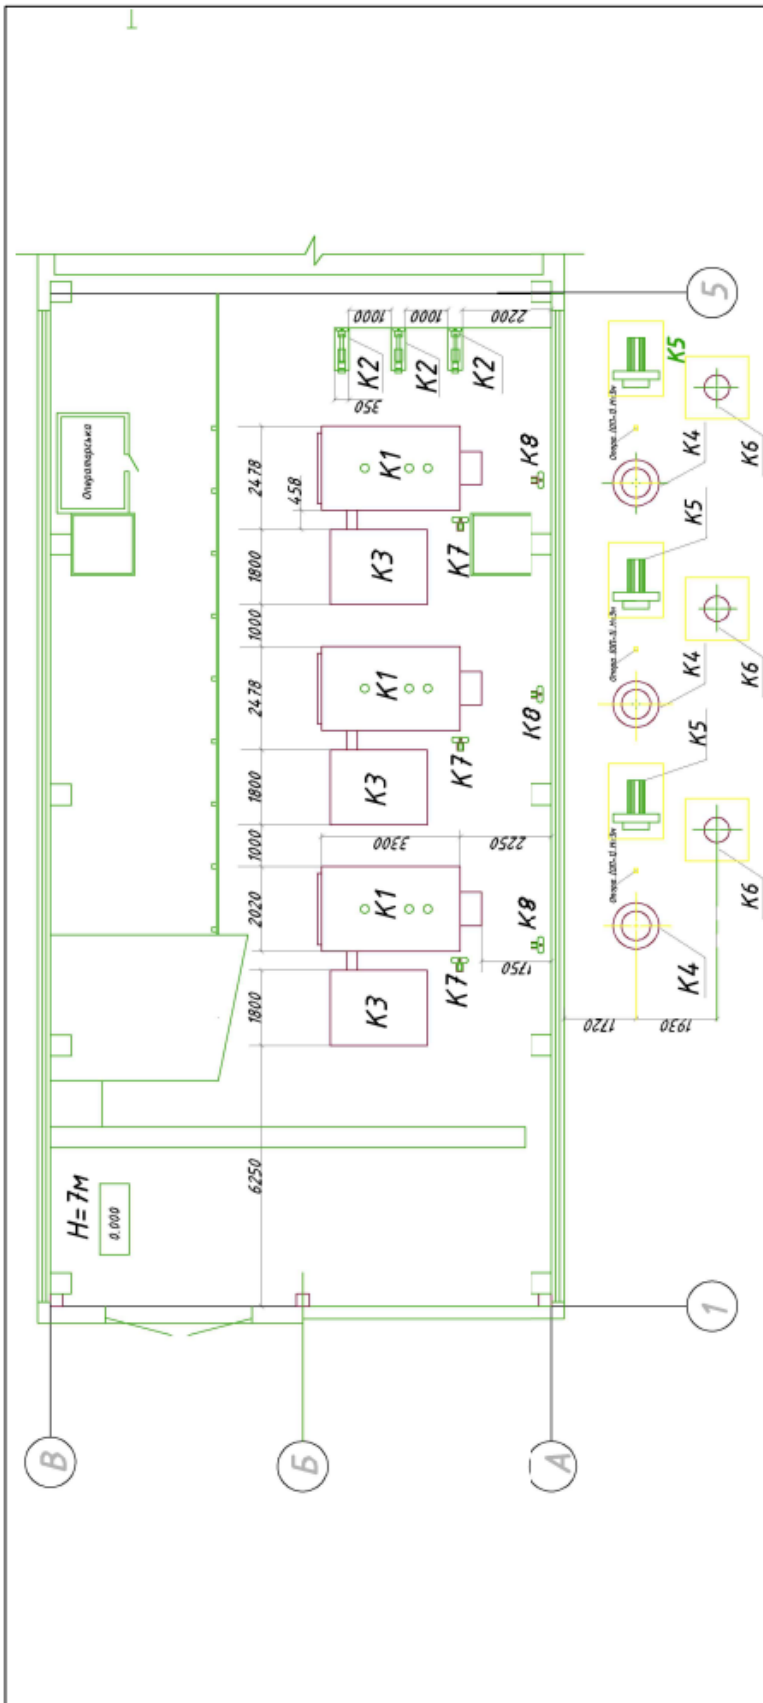 В
H=7м
Операторська
0.000
6250
1800
2020
1000
1800
2478
1000
1800
2478
458
Б
350
К3
К1
3300
К3
К1
К3
К1
1000
К2
1000
К2
2200
К2
К7
К7
К7
1750
2250
К8
К8
К8
А
1720
К4
К5
К4
К5
К4
К5
1930
К6
К6
К6
1
5